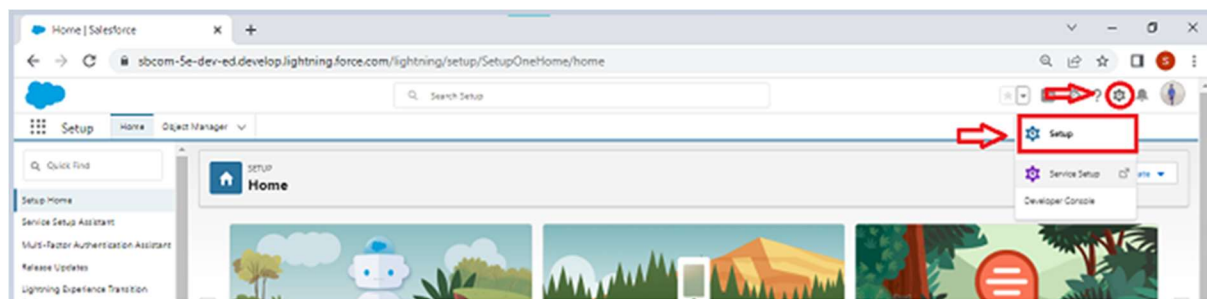 Home | Salesforce
sbcom-5e-dev-ed.develop.lightning.force.com/lightning/setup/SetupOneHome/home
Search Setup
Setup Home Object Manager
Setup
Quick Find
SETUP
Home
Service Setup
ate
Developer Console
Setup Home
Service Setup Assistant
Multi-Factor Authentication Assistant
Release Updates
Lightning Experience Transition